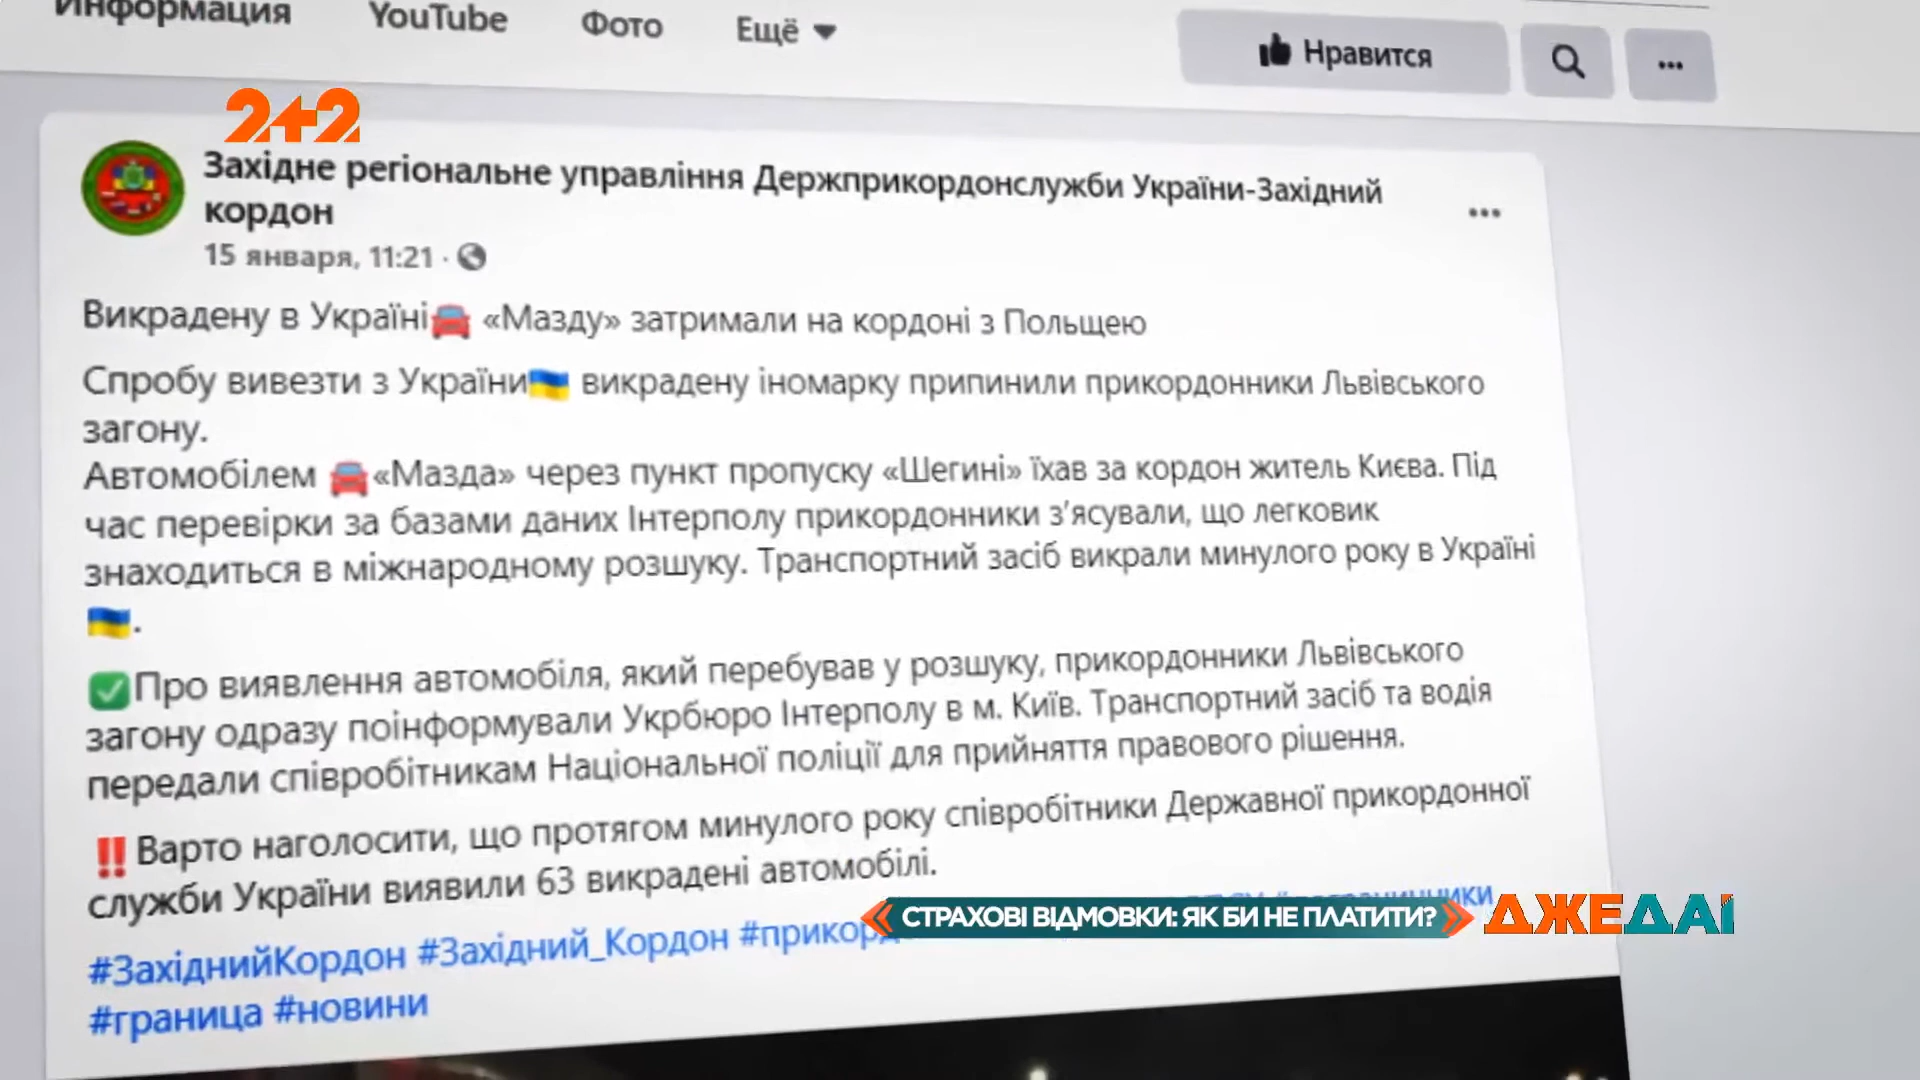 Информация YouTube Фото Ещё Нравится
2+2
Західне регіональне управління Держприкордонслужби України-Західний
кордон
15 января, 11:21 ·
Викрадену в Україні «Мазду» затримали на кордоні з Польщею
Спробу вивезти з України викрадену іномарку припинили прикордонники Львівського
загону.
Автомобілем «Мазда» через пункт пропуску «Шегині» їхав за кордон житель Києва. Під
час перевірки за базами даних Інтерполу прикордонники з’ясували, що легковик
знаходиться в міжнародному розшуку. Транспортний засіб викрали минулого року в Україні
.
Про виявлення автомобіля, який перебував у розшуку, прикордонники Львівського
загону одразу поінформували Укрбюро Інтерполу в м. Київ. Транспортний засіб та водія
передали співробітникам Національної поліції для прийняття правового рішення.
‼Варто наголосити, що протягом минулого року співробітники Державної прикордонної
служби України виявили 63 викрадені автомобілі.
#ЗахіднийКордон #Західний_Кордон
#граница #новини
СТРАХОВІ ВІДМОВКИ: ЯК БИ НЕ ПЛАТИТИ?
ДЖЕДАІ